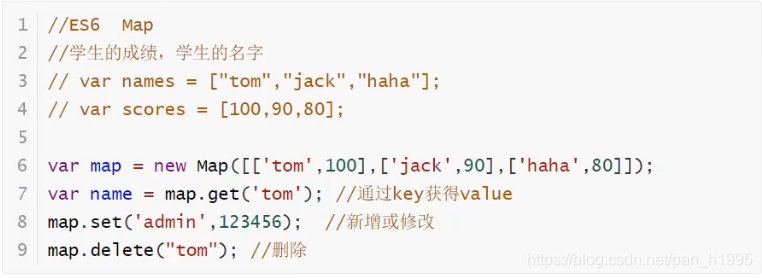 1 //ES6  Map
2 //学生的成绩，学生的名字
3 // var names = ["tom","jack","haha"];
4 // var scores = [100,90,80];
5
6 var map = new Map([['tom',100],['jack',90],['haha',80]]);
7 var name = map.get('tom'); //通过key获得value
8 map.set('admin',123456);  //新增或修改
9 map.delete("tom"); //删除
https://blog.csdn.net/pan_h1995